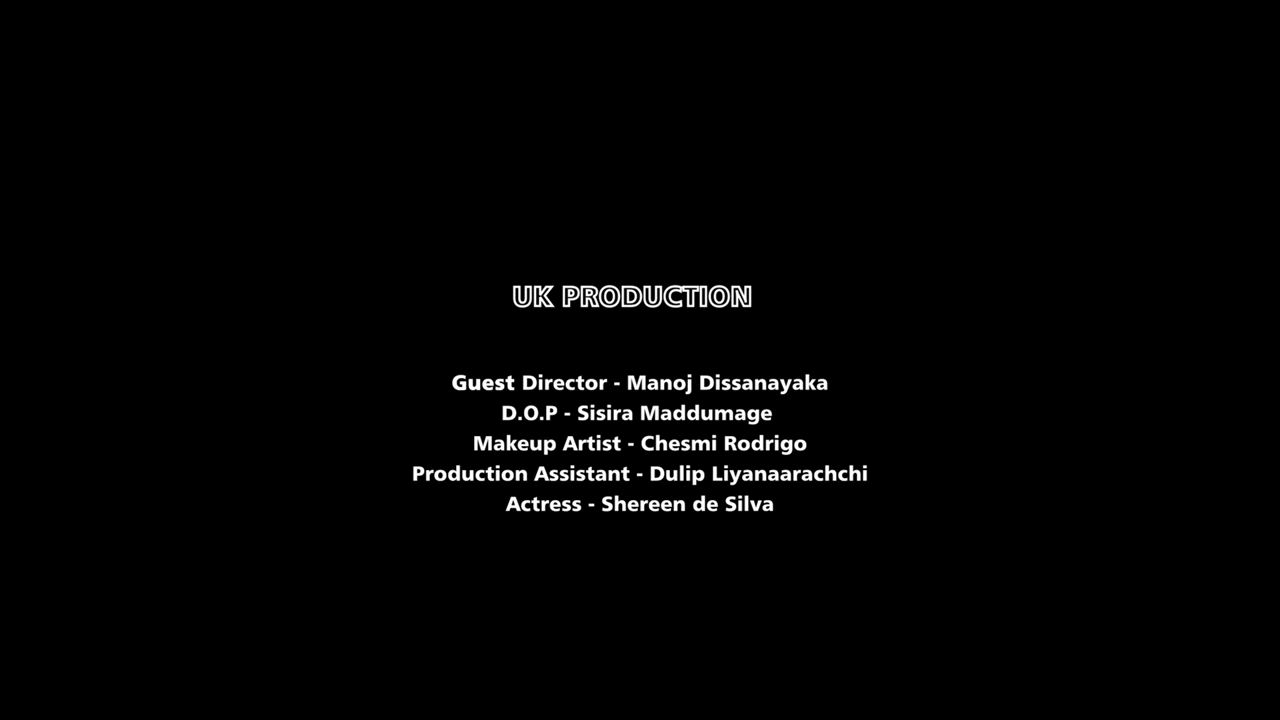 UK PRODUCTION
Guest Director - Manoj Dissanayaka
D.O.P - Sisira Maddumage
Makeup Artist - Chesmi Rodrigo
Production Assistant - Dulip Liyanaarachchi
Actress - Shereen de Silva